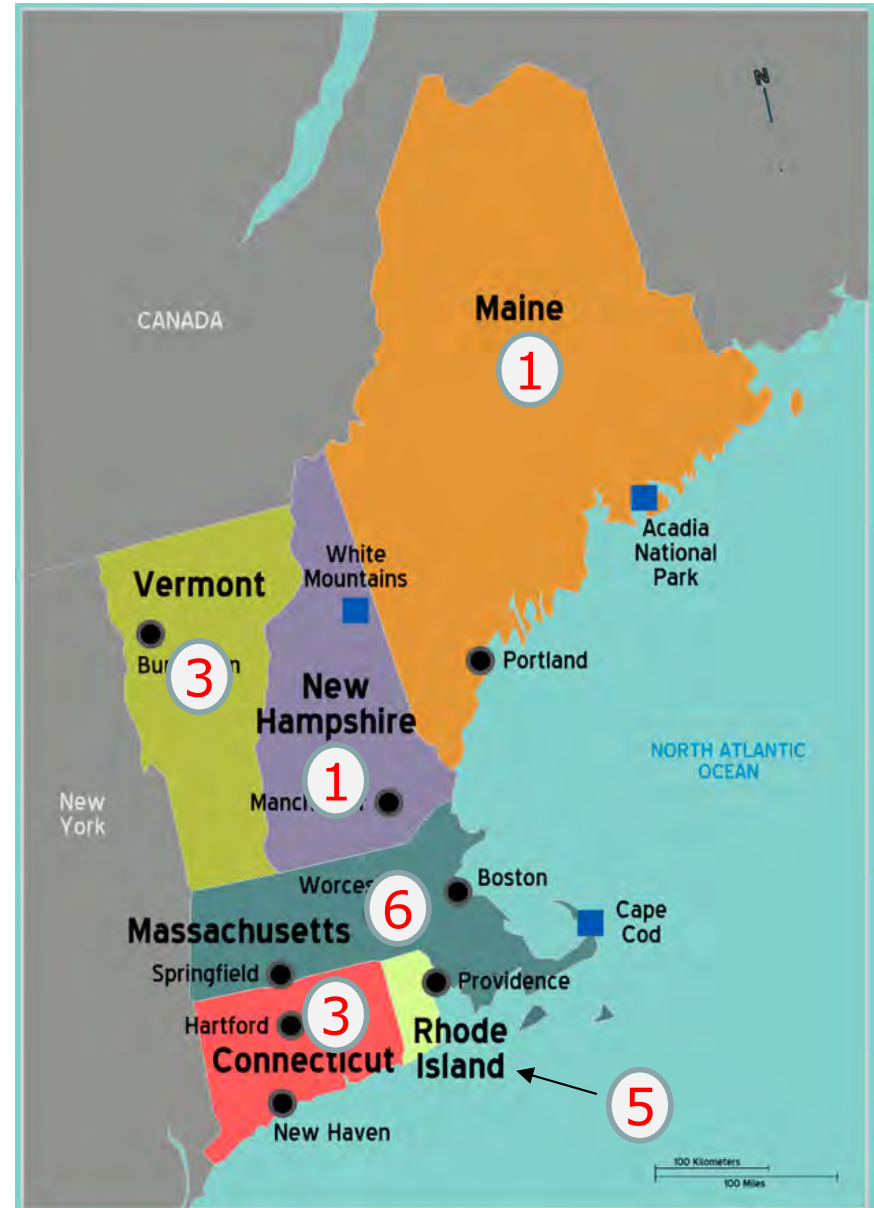 N
CANADA
Maine
1
Acadia
National
Park
White
Mountains
Vermont
3
Portland
New
Hampshire
1
NORTH ATLANTIC
OCEAN
New
York
Boston
6
Massachusetts
Cape
Cod
Springfield
Providence
Hartford
3
Connecticut
Rhode
Island
5
New Haven
100 Kilometers
100 Miles